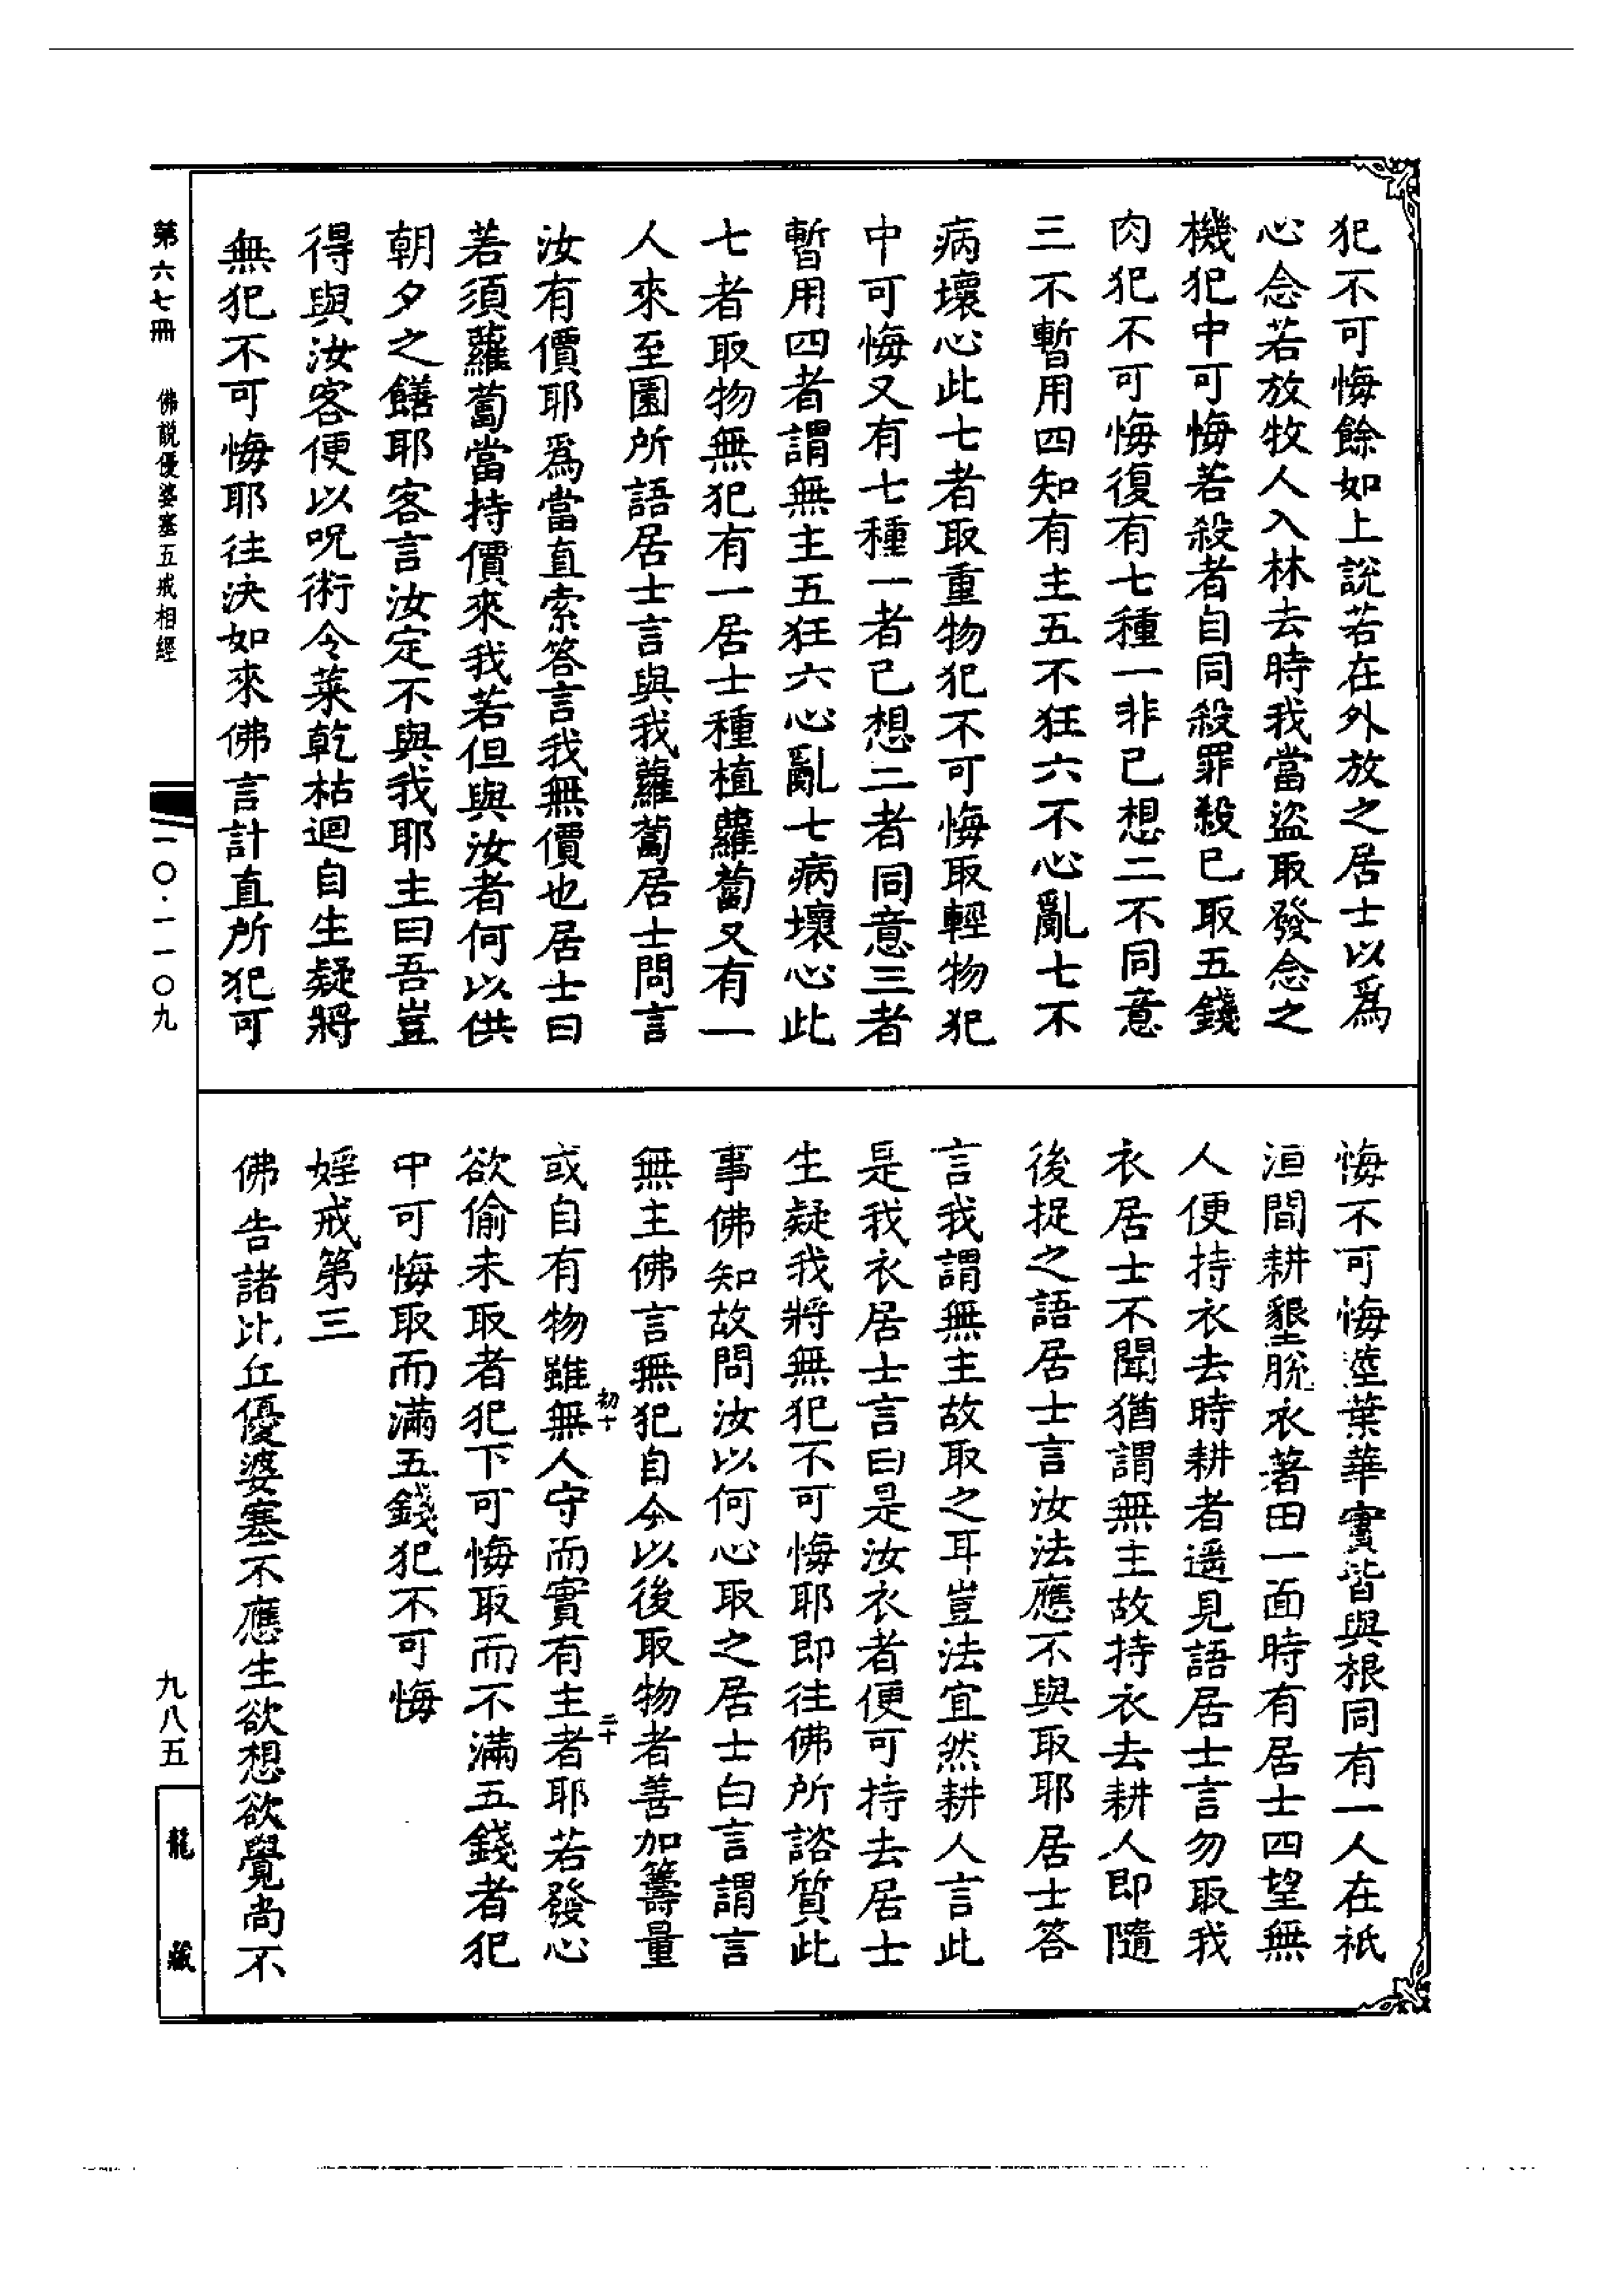 犯不可悔餘如上說若在外放之居士以爲
心念若放牧人入林去時我當盜取發念之
機犯中可悔若殺者自同殺罪殺已取五錢
肉犯不可悔復有七種一非已想二不同意
三不暫用四知有主五不狂六不心亂七不
病壞心此七者取重物犯不可悔取輕物犯
中可悔又有七種一者已想二者同意三者
暫用四者謂無主五狂六心亂七病壞心此
七者取物無犯有一居士種植蘿蔔又有一
人來至園所語居士言與我蘿蔔居士問言
汝有價耶爲當直索答言我無價也居士曰
若須蘿蔔當持價來我若但與汝者何以供
朝夕之饍耶客言汝定不與我耶主曰吾豈
得與汝客便以呪術令菜乾枯迴自生疑將
無犯不可悔耶往決如來佛言計直所犯可
悔不可悔莖葉華實皆與根同有一人在祇
洹間耕墾脫衣著田一面時有居士四望無
人便持衣去時耕者遥見語居士言勿取我
衣居士不聞猶謂無主故持衣去耕人即隨
後捉之語居士言汝法應不與取耶居士答
言我謂無主故取之耳豈法宜然耕人言此
是我衣居士言曰是汝衣者便可持去居士
生疑我將無犯不可悔耶即往佛所諮質此
事佛知故問汝以何心取之居士白言謂言
無主佛言無犯自今以後取物者善加籌量
初十
二十
或自有物雖無人守而實有主者耶若發心
欲偷未取者犯下可悔取而不滿五錢者犯
中可悔取而滿五錢犯不可悔
婬戒第三
佛告諸比丘優婆塞不應生欲想欲覺尚不
第六七冊
佛說優婆塞五戒相經
一〇·一一〇九
九八五
龍藏